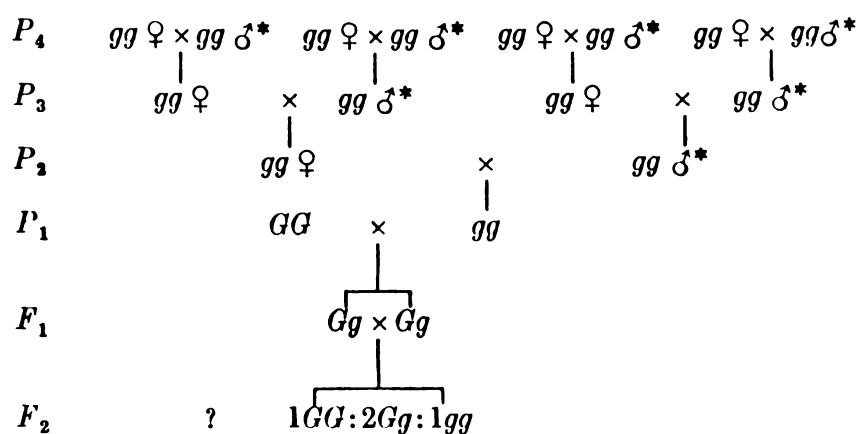 P₄ gg ♀ × gg ♂* gg ♀ × gg ♂* gg ♀ × gg ♂* gg ♀ × gg♂*
P₃ gg ♀ × gg ♂* gg ♀ × gg ♂*
P₂ gg ♀ × gg ♂*
P₁ GG × gg
F₁ Gg × Gg
F₂ ? 1GG:2Gg:1gg